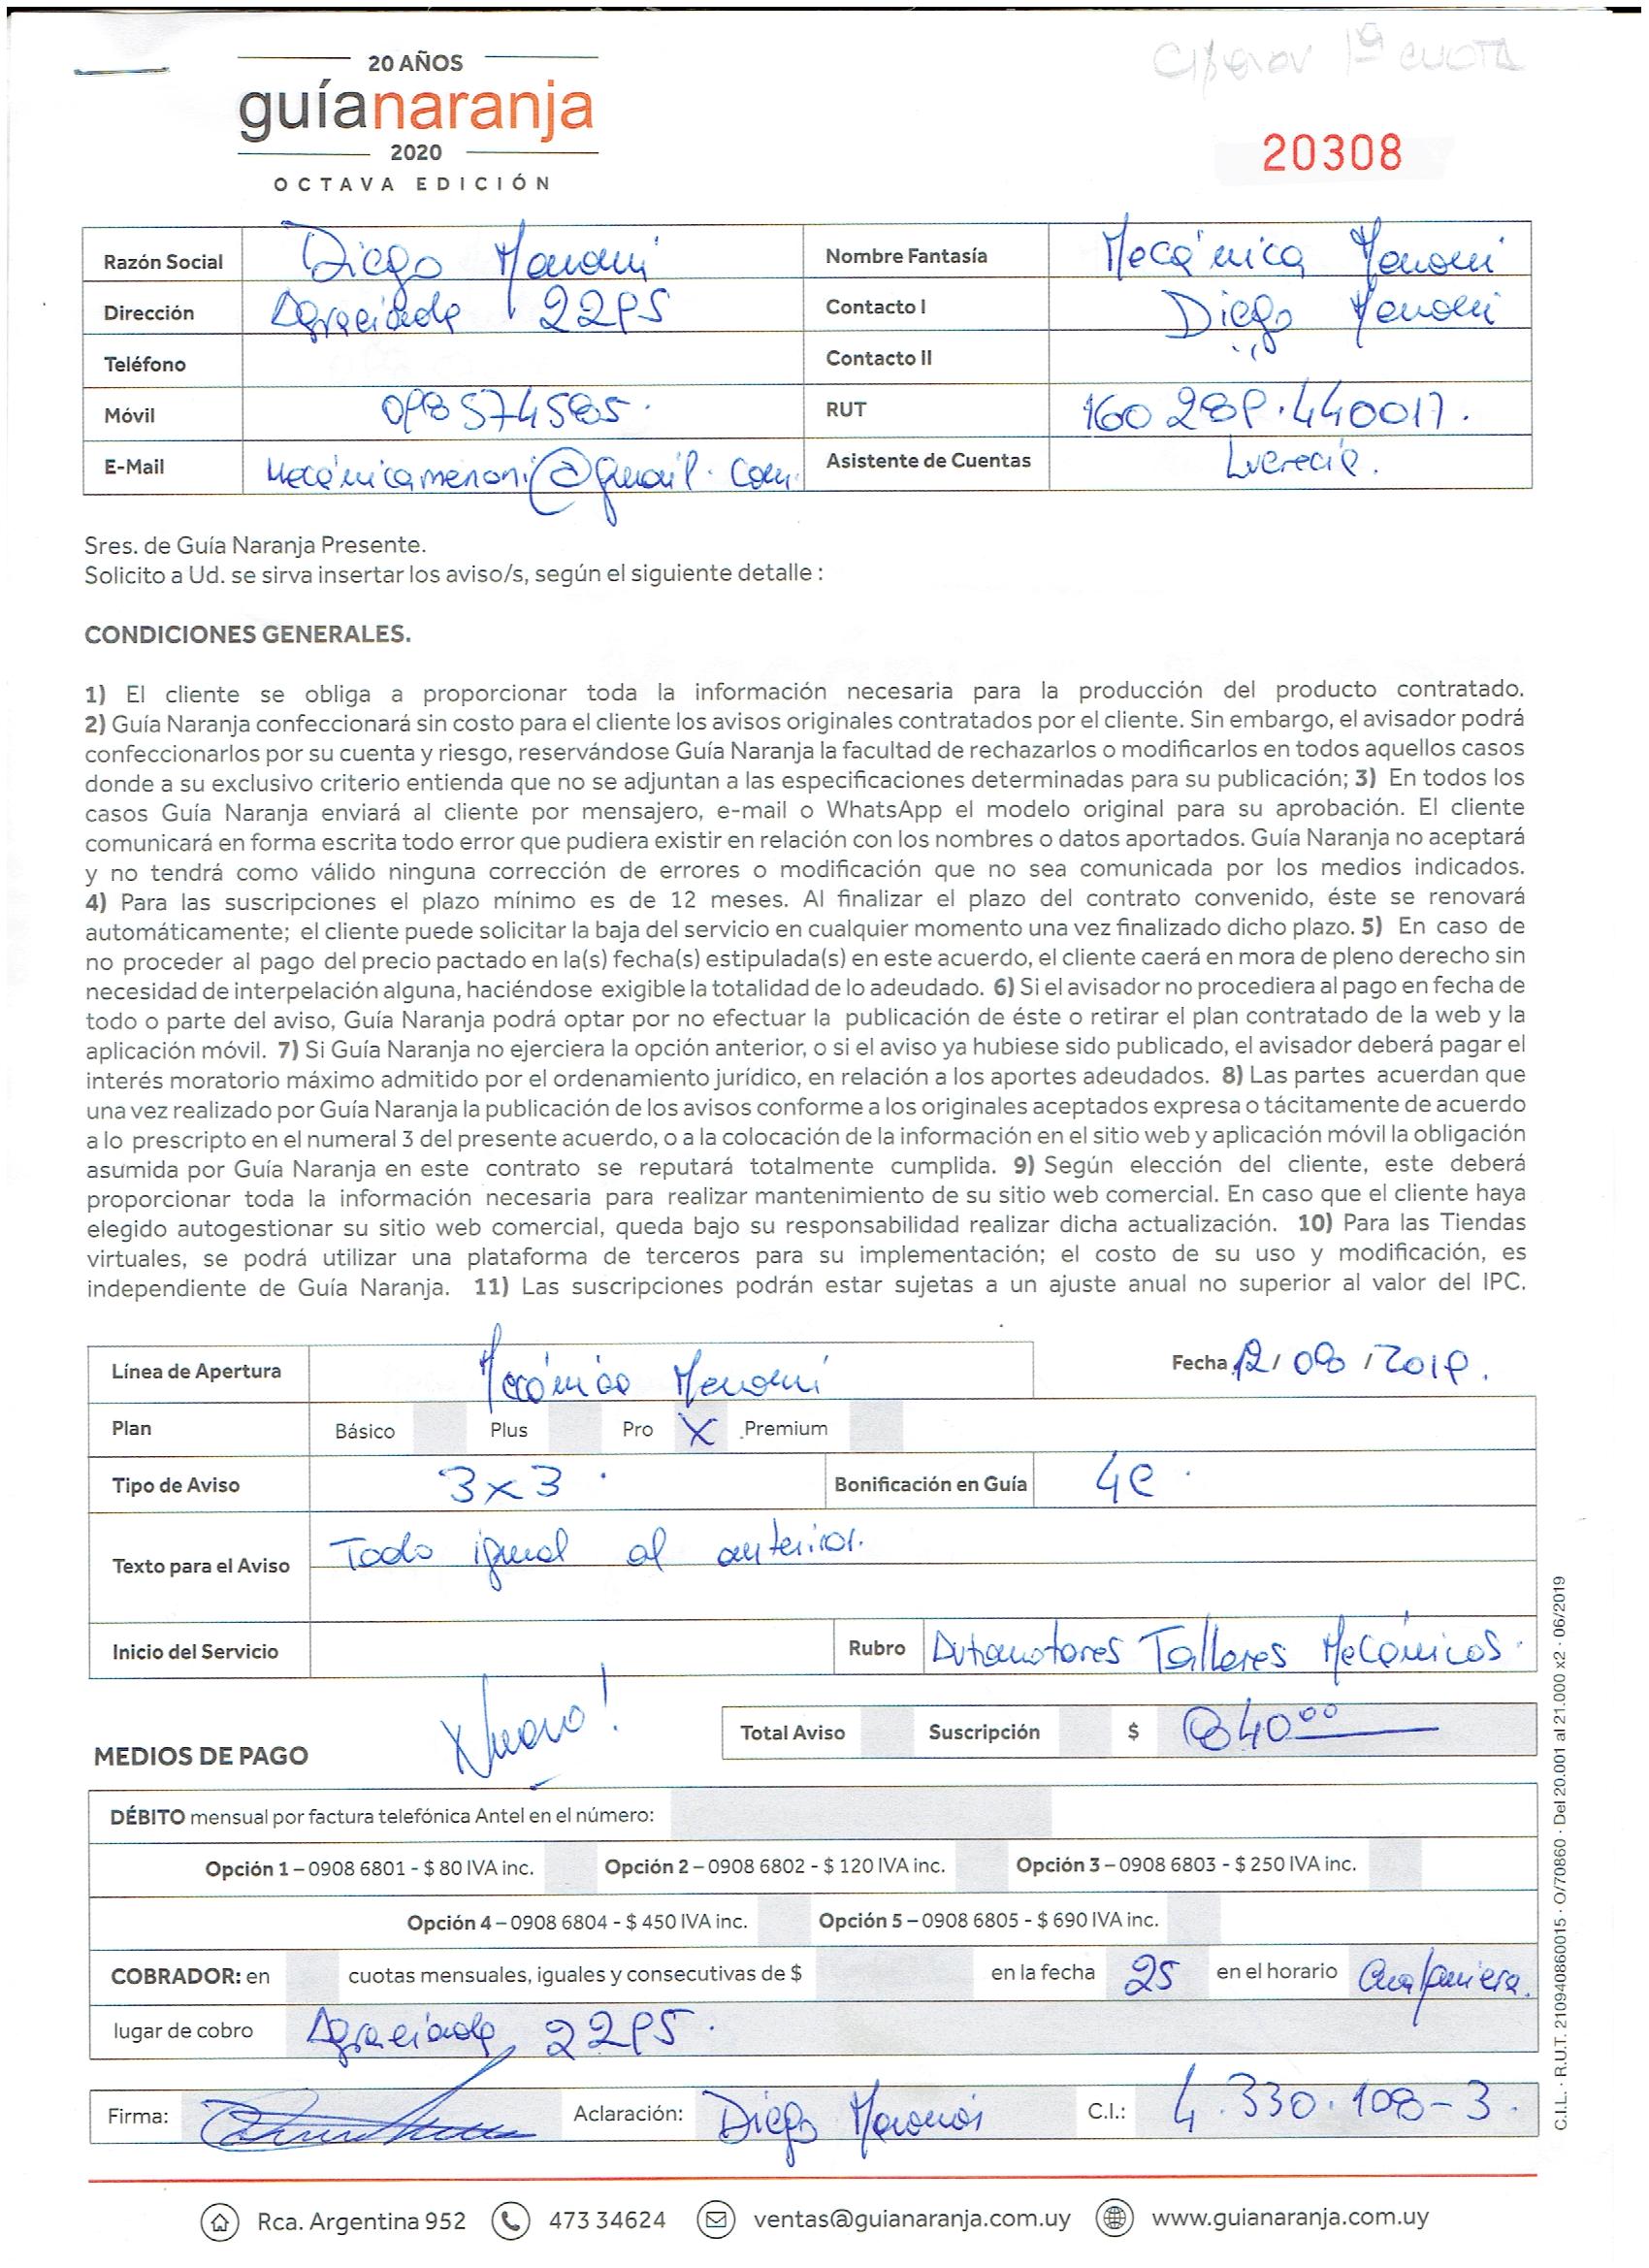 C/Peror 1ª cuota
20 AÑOS
guíanaranja
2020
OCTAVA EDICIÓN
20308
Razón Social Diego Menoni Nombre Fantasía Mecánica Menoni
Dirección Agraciada 2295 Contacto I Diego Menoni
Teléfono Contacto II
Móvil 098574585. RUT 160 289.440017.
E-Mail mecánicamenoni@gmail.com Asistente de Cuentas Lucrecia.
Sres. de Guía Naranja Presente.
Solicito a Ud. se sirva insertar los aviso/s, según el siguiente detalle :
CONDICIONES GENERALES.
1) El cliente se obliga a proporcionar toda la información necesaria para la producción del producto contratado.
2) Guía Naranja confeccionará sin costo para el cliente los avisos originales contratados por el cliente. Sin embargo, el avisador podrá
confeccionarlos por su cuenta y riesgo, reservándose Guía Naranja la facultad de rechazarlos o modificarlos en todos aquellos casos
donde a su exclusivo criterio entienda que no se adjuntan a las especificaciones determinadas para su publicación; 3) En todos los
casos Guía Naranja enviará al cliente por mensajero, e-mail o WhatsApp el modelo original para su aprobación. El cliente
comunicará en forma escrita todo error que pudiera existir en relación con los nombres o datos aportados. Guía Naranja no aceptará
y no tendrá como válido ninguna corrección de errores o modificación que no sea comunicada por los medios indicados.
4) Para las suscripciones el plazo mínimo es de 12 meses. Al finalizar el plazo del contrato convenido, éste se renovará
automáticamente; el cliente puede solicitar la baja del servicio en cualquier momento una vez finalizado dicho plazo. 5) En caso de
no proceder al pago del precio pactado en la(s) fecha(s) estipulada(s) en este acuerdo, el cliente caerá en mora de pleno derecho sin
necesidad de interpelación alguna, haciéndose exigible la totalidad de lo adeudado. 6) Si el avisador no procediera al pago en fecha de
todo o parte del aviso, Guía Naranja podrá optar por no efectuar la publicación de éste o retirar el plan contratado de la web y la
aplicación móvil. 7) Si Guía Naranja no ejerciera la opción anterior, o si el aviso ya hubiese sido publicado, el avisador deberá pagar el
interés moratorio máximo admitido por el ordenamiento jurídico, en relación a los aportes adeudados. 8) Las partes acuerdan que
una vez realizado por Guía Naranja la publicación de los avisos conforme a los originales aceptados expresa o tácitamente de acuerdo
a lo prescripto en el numeral 3 del presente acuerdo, o a la colocación de la información en el sitio web y aplicación móvil la obligación
asumida por Guía Naranja en este contrato se reputará totalmente cumplida. 9) Según elección del cliente, este deberá
proporcionar toda la información necesaria para realizar mantenimiento de su sitio web comercial. En caso que el cliente haya
elegido autogestionar su sitio web comercial, queda bajo su responsabilidad realizar dicha actualización. 10) Para las Tiendas
virtuales, se podrá utilizar una plataforma de terceros para su implementación; el costo de su uso y modificación, es
independiente de Guía Naranja. 11) Las suscripciones podrán estar sujetas a un ajuste anual no superior al valor del IPC.
Línea de Apertura Mecánica Menoni Fecha 12/08/2019.
Plan Básico Plus Pro X Premium
Tipo de Aviso 3x3. Bonificación en Guía 4C.
Texto para el Aviso Todo igual al anterior.
Inicio del Servicio Rubro Automotores Talleres Mecánicos.
X Nuevo!
Total Aviso Suscripción $ 840⁰⁰
MEDIOS DE PAGO
DÉBITO mensual por factura telefónica Antel en el número:
Opción 1 – 0908 6801 - $ 80 IVA inc. Opción 2 – 0908 6802 - $ 120 IVA inc. Opción 3 – 0908 6803 - $ 250 IVA inc.
Opción 4 – 0908 6804 - $ 450 IVA inc. Opción 5 – 0908 6805 - $ 690 IVA inc.
COBRADOR: en cuotas mensuales, iguales y consecutivas de $ en la fecha 25 en el horario Cualquiera.
lugar de cobro Agraciada 2295.
Firma: Aclaración: Diego Menoni C.I.: 4.330.108-3.
Rca. Argentina 952 473 34624 ventas@guianaranja.com.uy www.guianaranja.com.uy
C.I.L. · R.U.T. 210940860015 · O/70860 · Del 20.001 al 21.000 x2 · 06/2019